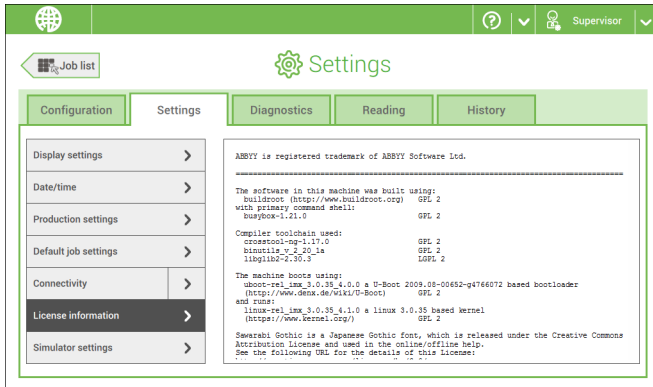 Supervisor
Job list
Settings
Configuration
Settings
Diagnostics
Reading
History
Display settings
Date/time
Production settings
Default job settings
Connectivity
License information
Simulator settings
ABBYY is registered trademark of ABBYY Software Ltd.
The software in this machine was built using:
buildroot (http://www.buildroot.org) GPL 2
with primary command shell:
busybox-1.21.0 GPL 2
Compiler toolchain used:
crosstool-ng-1.17.0 GPL 2
binutils_v_2_20_1a GPL 2
libglib2-2.30.3 LGPL 2
The machine boots using:
uboot-rel_imx_3.0.35_4.0.0 a U-Boot 2009.08-00652-g4766072 based bootloader
(http://www.denx.de/wiki/U-Boot) GPL 2
and runs:
linux-rel_imx_3.0.35_4.1.0 a linux 3.0.35 based kernel
(https://www.kernel.org/) GPL 2
Sawarabi Gothic is a Japanese Gothic font, which is released under the Creative Commons
Attribution License and used in the online/offline help.
See the following URL for the details of this License: